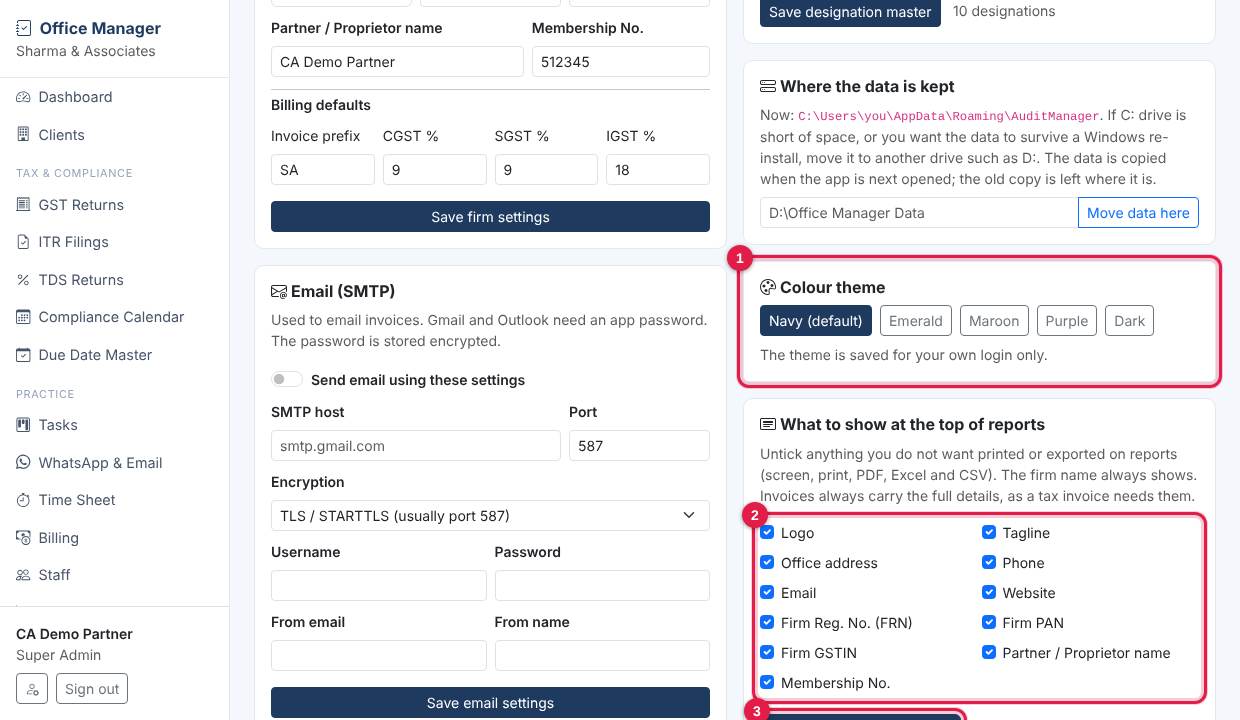 Office Manager
Sharma & Associates
Dashboard
Clients
TAX & COMPLIANCE
GST Returns
ITR Filings
TDS Returns
Compliance Calendar
Due Date Master
PRACTICE
Tasks
WhatsApp & Email
Time Sheet
Billing
Staff
CA Demo Partner
Super Admin
Sign out
Partner / Proprietor name
Membership No.
CA Demo Partner
512345
Billing defaults
Invoice prefix
CGST %
SGST %
IGST %
SA
9
9
18
Save firm settings
Email (SMTP)
Used to email invoices. Gmail and Outlook need an app password.
The password is stored encrypted.
Send email using these settings
SMTP host
Port
smtp.gmail.com
587
Encryption
TLS / STARTTLS (usually port 587)
Username
Password
From email
From name
Save email settings
Save designation master
10 designations
Where the data is kept
Now: C:\Users\you\AppData\Roaming\AuditManager. If C: drive is
short of space, or you want the data to survive a Windows re-
install, move it to another drive such as D:. The data is copied
when the app is next opened; the old copy is left where it is.
D:\Office Manager Data
Move data here
1
Colour theme
Navy (default)
Emerald
Maroon
Purple
Dark
The theme is saved for your own login only.
What to show at the top of reports
Untick anything you do not want printed or exported on reports
(screen, print, PDF, Excel and CSV). The firm name always shows.
Invoices always carry the full details, as a tax invoice needs them.
2
Logo
Tagline
Office address
Phone
Email
Website
Firm Reg. No. (FRN)
Firm PAN
Firm GSTIN
Partner / Proprietor name
Membership No.
3